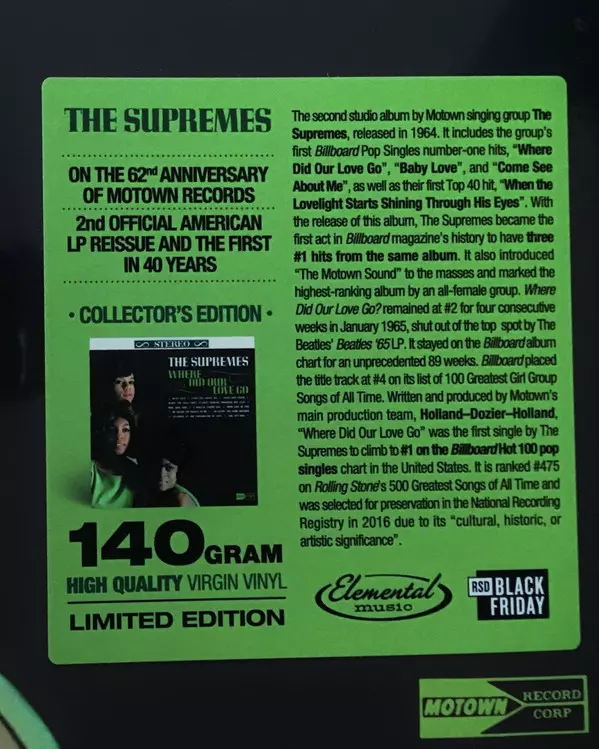 THE SUPREMES
ON THE 62nd ANNIVERSARY
OF MOTOWN RECORDS
2nd OFFICIAL AMERICAN
LP REISSUE AND THE FIRST
IN 40 YEARS
• COLLECTOR'S EDITION •
STEREO
THE SUPREMES
WHERE
DID OUR
LOVE GO
140 GRAM
HIGH QUALITY VIRGIN VINYL
LIMITED EDITION
The second studio album by Motown singing group The
Supremes, released in 1964. It includes the group's
first Billboard Pop Singles number-one hits, "Where
Did Our Love Go", "Baby Love", and "Come See
About Me", as well as their first Top 40 hit, "When the
Lovelight Starts Shining Through His Eyes". With
the release of this album, The Supremes became the
first act in Billboard magazine's history to have three
#1 hits from the same album. It also introduced
"The Motown Sound" to the masses and marked the
highest-ranking album by an all-female group. Where
Did Our Love Go? remained at #2 for four consecutive
weeks in January 1965, shut out of the top spot by The
Beatles' Beatles '65 LP. It stayed on the Billboard album
chart for an unprecedented 89 weeks. Billboard placed
the title track at #4 on its list of 100 Greatest Girl Group
Songs of All Time. Written and produced by Motown's
main production team, Holland–Dozier–Holland,
"Where Did Our Love Go" was the first single by The
Supremes to climb to #1 on the Billboard Hot 100 pop
singles chart in the United States. It is ranked #475
on Rolling Stone's 500 Greatest Songs of All Time and
was selected for preservation in the National Recording
Registry in 2016 due to its "cultural, historic, or
artistic significance".
Elemental
music
RSD BLACK
FRIDAY
MOTOWN RECORD
CORP